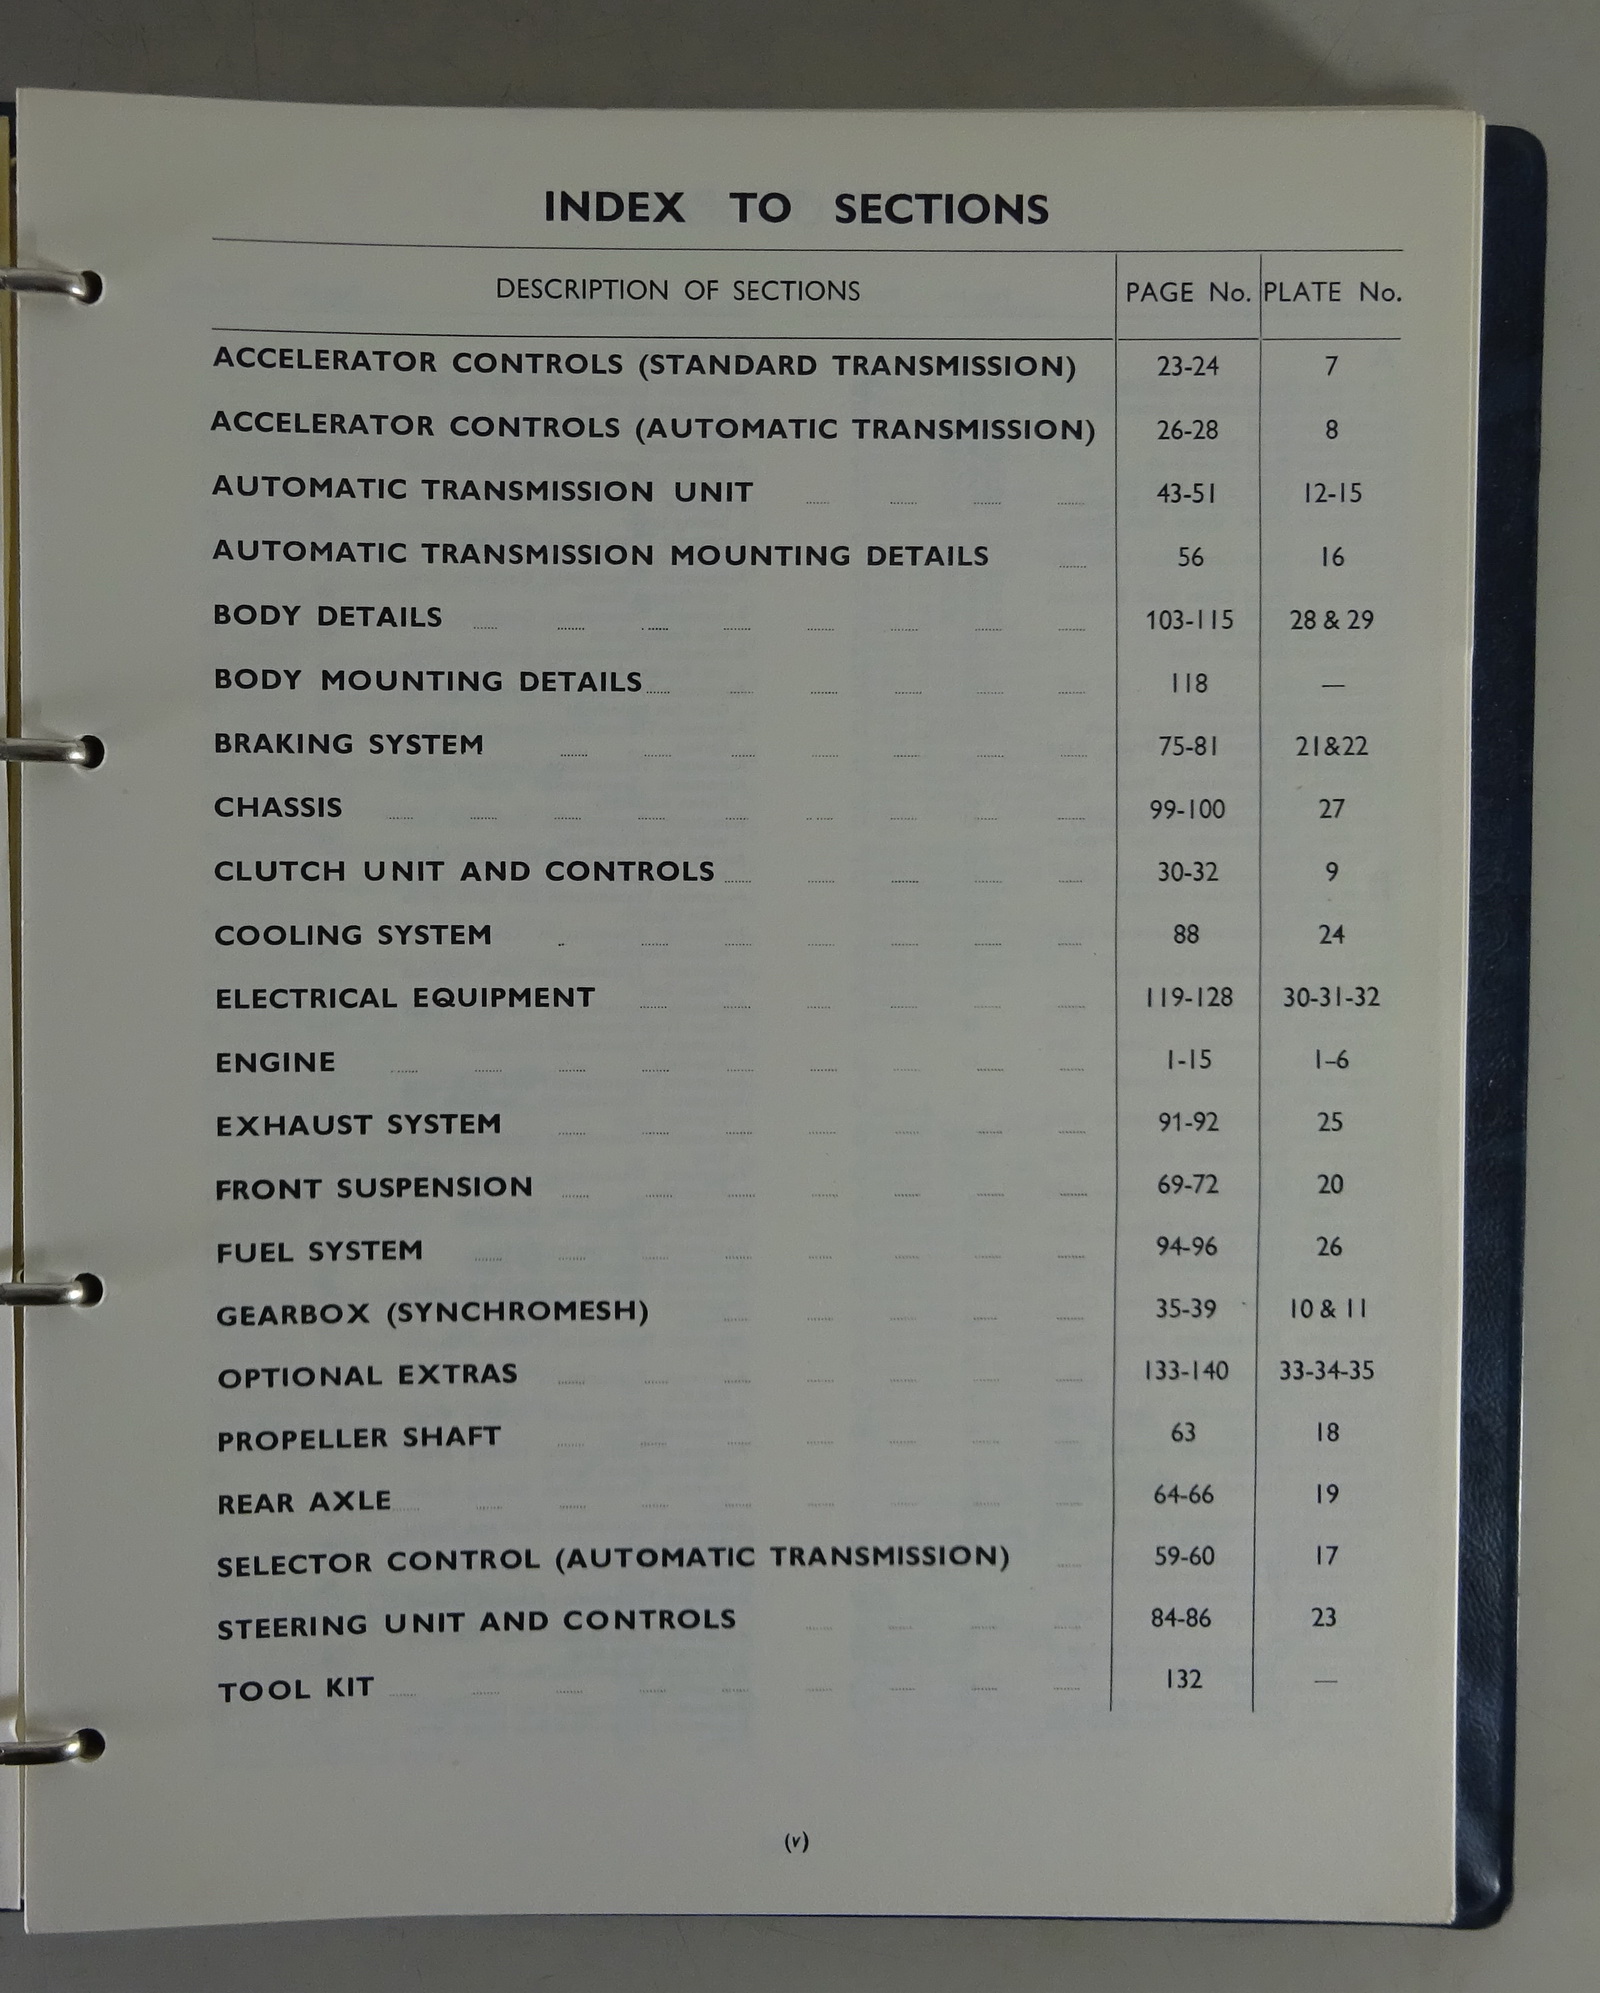 INDEX TO SECTIONS
DESCRIPTION OF SECTIONS PAGE No. PLATE No.
ACCELERATOR CONTROLS (STANDARD TRANSMISSION) 23-24 7
ACCELERATOR CONTROLS (AUTOMATIC TRANSMISSION) 26-28 8
AUTOMATIC TRANSMISSION UNIT 43-51 12-15
AUTOMATIC TRANSMISSION MOUNTING DETAILS 56 16
BODY DETAILS 103-115 28 & 29
BODY MOUNTING DETAILS 118 —
BRAKING SYSTEM 75-81 21&22
CHASSIS 99-100 27
CLUTCH UNIT AND CONTROLS 30-32 9
COOLING SYSTEM 88 24
ELECTRICAL EQUIPMENT 119-128 30-31-32
ENGINE 1-15 1-6
EXHAUST SYSTEM 91-92 25
FRONT SUSPENSION 69-72 20
FUEL SYSTEM 94-96 26
GEARBOX (SYNCHROMESH) 35-39 10 & 11
OPTIONAL EXTRAS 133-140 33-34-35
PROPELLER SHAFT 63 18
REAR AXLE 64-66 19
SELECTOR CONTROL (AUTOMATIC TRANSMISSION) 59-60 17
STEERING UNIT AND CONTROLS 84-86 23
TOOL KIT 132 —
(v)